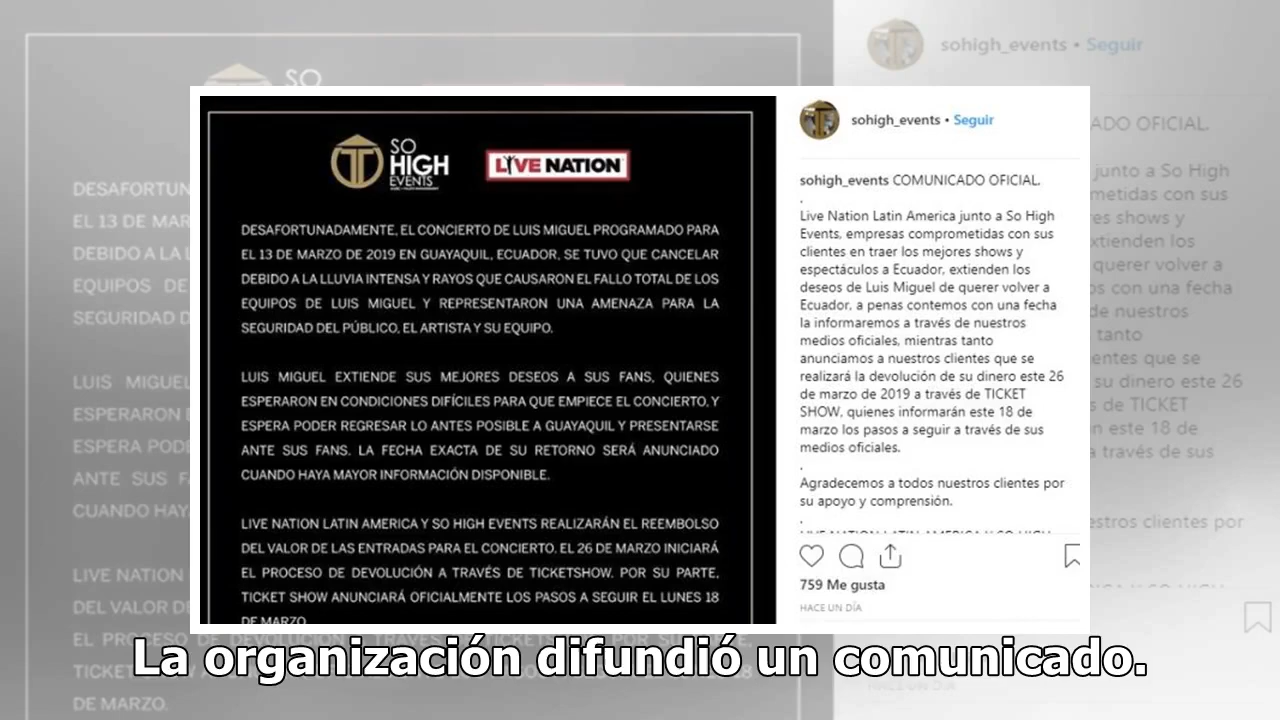 SO
HIGH
EVENTS
LIVE NATION
DESAFORTUNADAMENTE, EL CONCIERTO DE LUIS MIGUEL PROGRAMADO PARA
EL 13 DE MARZO DE 2019 EN GUAYAQUIL, ECUADOR, SE TUVO QUE CANCELAR
DEBIDO A LA LLUVIA INTENSA Y RAYOS QUE CAUSARON EL FALLO TOTAL DE LOS
EQUIPOS DE LUIS MIGUEL Y REPRESENTARON UNA AMENAZA PARA LA
SEGURIDAD DEL PÚBLICO, EL ARTISTA Y SU EQUIPO.
LUIS MIGUEL EXTIENDE SUS MEJORES DESEOS A SUS FANS, QUIENES
ESPERARON EN CONDICIONES DIFÍCILES PARA QUE EMPIECE EL CONCIERTO, Y
ESPERA PODER REGRESAR LO ANTES POSIBLE A GUAYAQUIL Y PRESENTARSE
ANTE SUS FANS. LA FECHA EXACTA DE SU RETORNO SERÁ ANUNCIADO
CUANDO HAYA MAYOR INFORMACIÓN DISPONIBLE.
LIVE NATION LATIN AMERICA Y SO HIGH EVENTS REALIZARÁN EL REEMBOLSO
DEL VALOR DE LAS ENTRADAS PARA EL CONCIERTO. EL 26 DE MARZO INICIARÁ
EL PROCESO DE DEVOLUCIÓN A TRAVÉS DE TICKETSHOW. POR SU PARTE,
TICKET SHOW ANUNCIARÁ OFICIALMENTE LOS PASOS A SEGUIR EL LUNES 18
DE MARZO
sohigh_events • Seguir
sohigh_events COMUNICADO OFICIAL.
.
Live Nation Latin America junto a So High
Events, empresas comprometidas con sus
clientes en traer los mejores shows y
espectáculos a Ecuador, extienden los
deseos de Luis Miguel de querer volver a
Ecuador, a penas contemos con una fecha
la informaremos a través de nuestros
medios oficiales, mientras tanto
anunciamos a nuestros clientes que se
realizará la devolución de su dinero este 26
de marzo de 2019 a través de TICKET
SHOW, quienes informarán este 18 de
marzo los pasos a seguir a través de sus
medios oficiales.
.
Agradecemos a todos nuestros clientes por
su apoyo y comprensión.
.
LIVE NATION LATIN AMERICA Y SO HIGH
759 Me gusta
HACE UN DÍA
La organización difundió un comunicado.